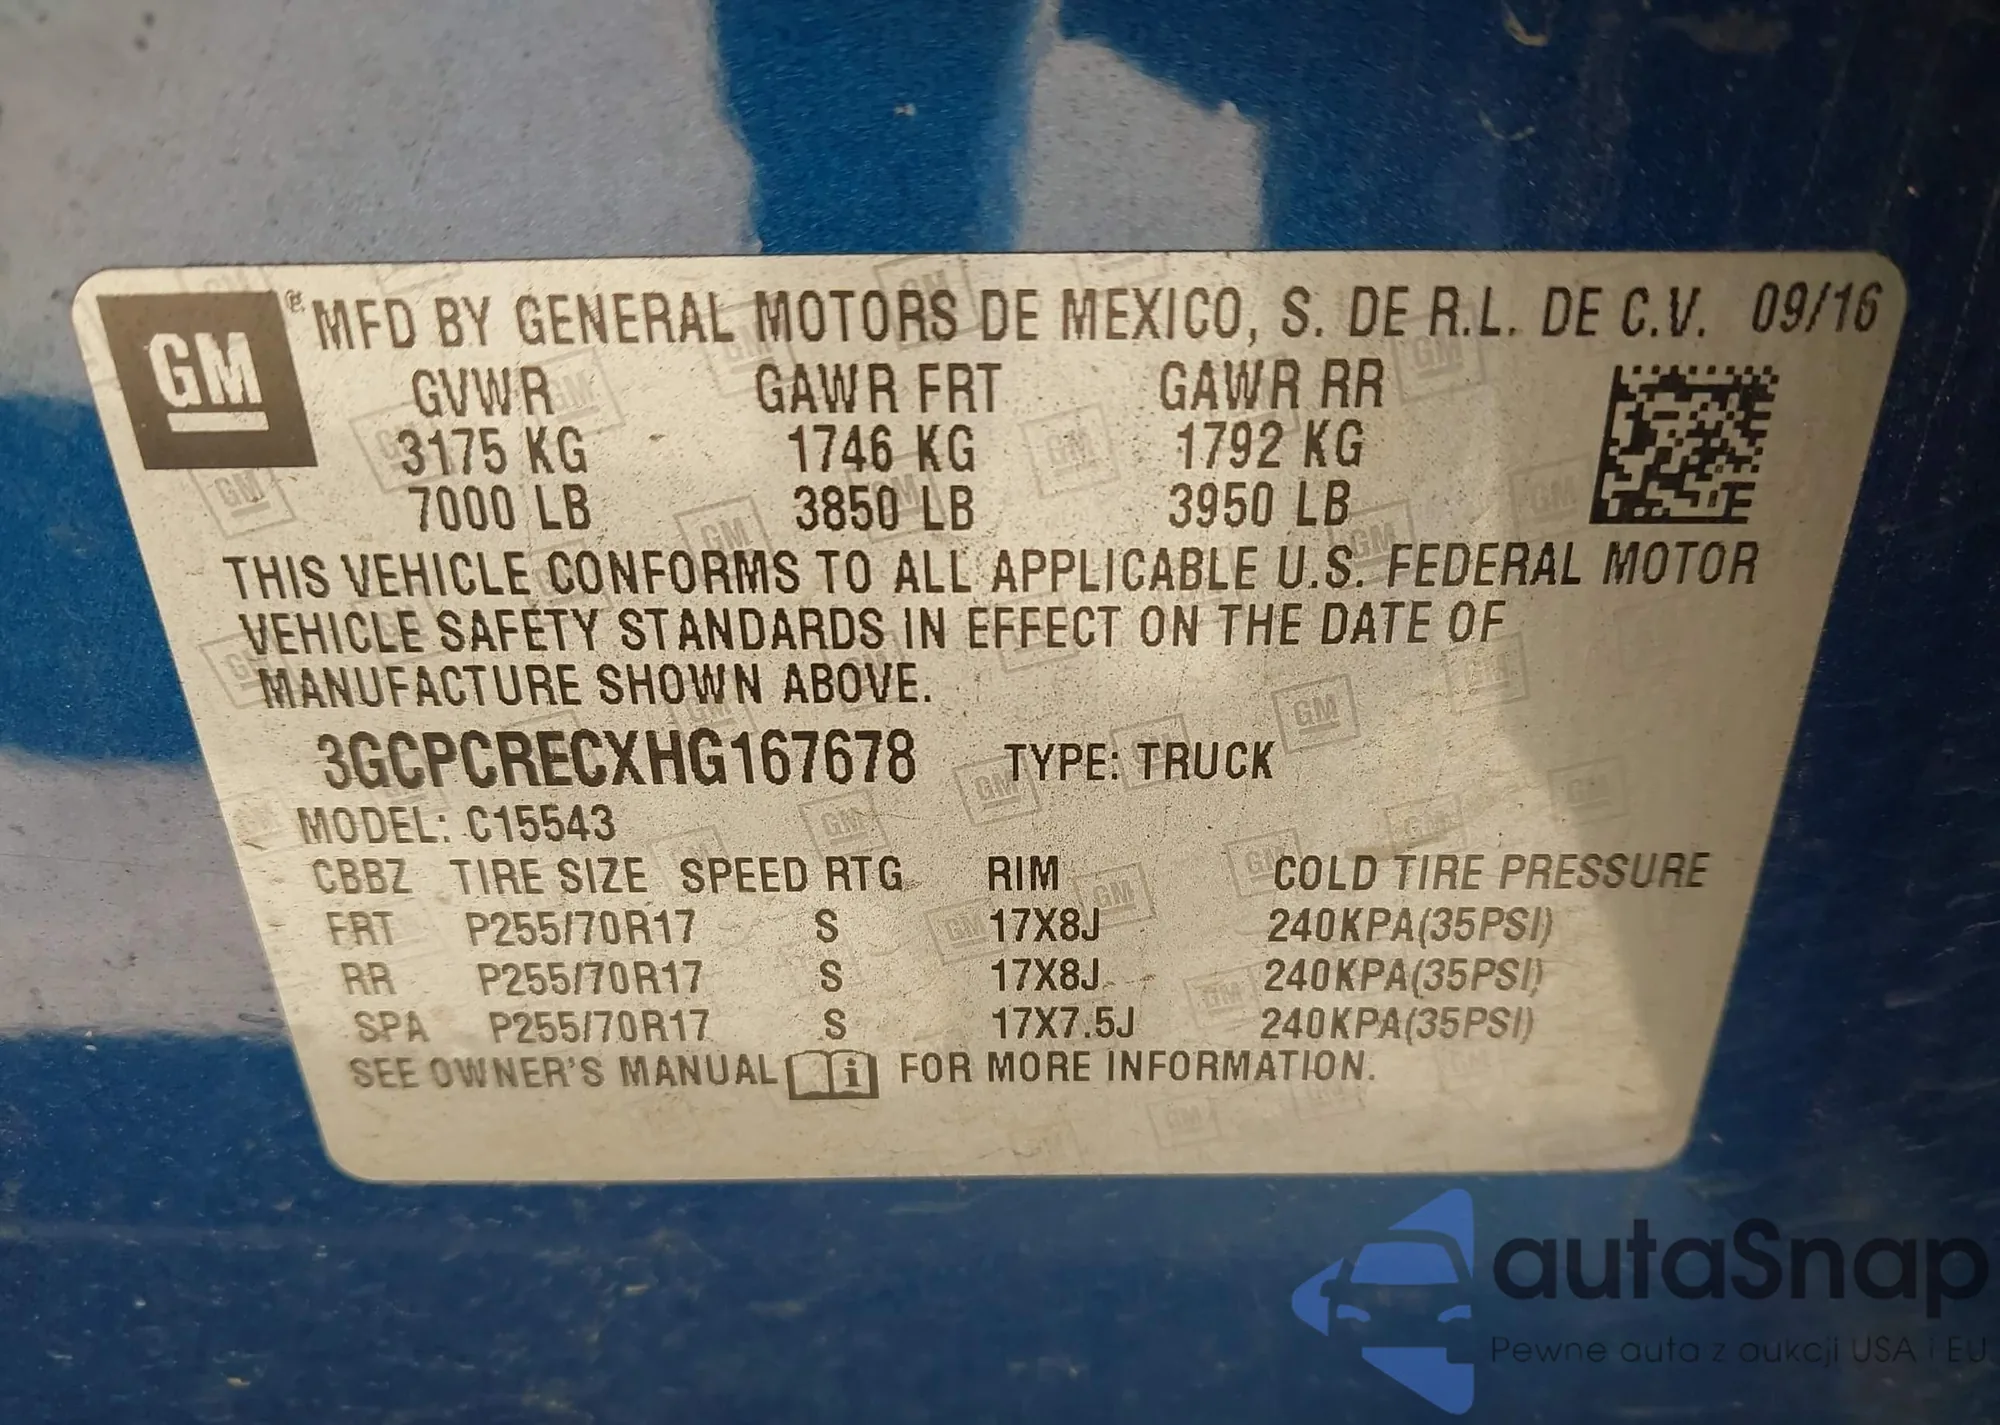 GM ® MFD BY GENERAL MOTORS DE MEXICO, S. DE R.L. DE C.V. 09/16
GVWR GAWR FRT GAWR RR
3175 KG 1746 KG 1792 KG
7000 LB 3850 LB 3950 LB
THIS VEHICLE CONFORMS TO ALL APPLICABLE U.S. FEDERAL MOTOR
VEHICLE SAFETY STANDARDS IN EFFECT ON THE DATE OF
MANUFACTURE SHOWN ABOVE.
3GCPCRECXHG167678 TYPE: TRUCK
MODEL: C15543
CBBZ TIRE SIZE SPEED RTG RIM COLD TIRE PRESSURE
FRT P255/70R17 S 17X8J 240KPA(35PSI)
RR P255/70R17 S 17X8J 240KPA(35PSI)
SPA P255/70R17 S 17X7.5J 240KPA(35PSI)
SEE OWNER'S MANUAL i FOR MORE INFORMATION.
autaSnap
Pewne auta z aukcji USA i EU